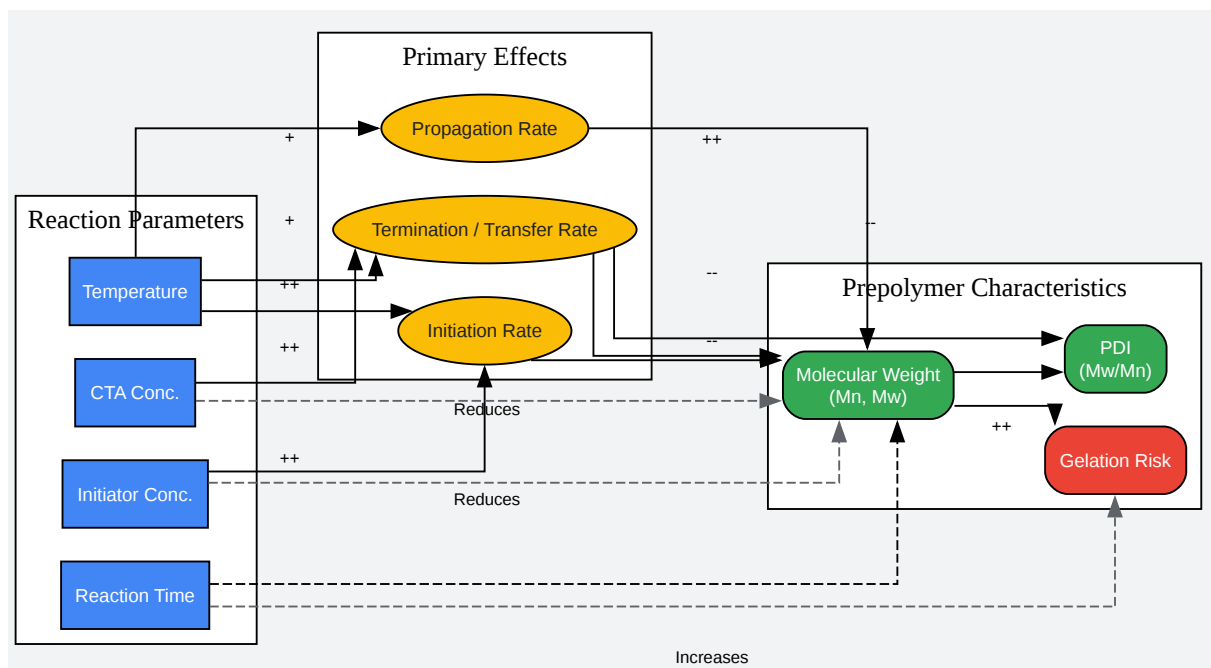 Primary Effects
Propagation Rate
+
++
Reaction Parameters
+
Termination / Transfer Rate
--
Temperature
++
--
Prepolymer Characteristics
Initiation Rate
++
--
PDI
(Mw/Mn)
Molecular Weight
(Mn, Mw)
CTA Conc.
Reduces
++
Initiator Conc.
++
Gelation Risk
Reduces
Reaction Time
Increases